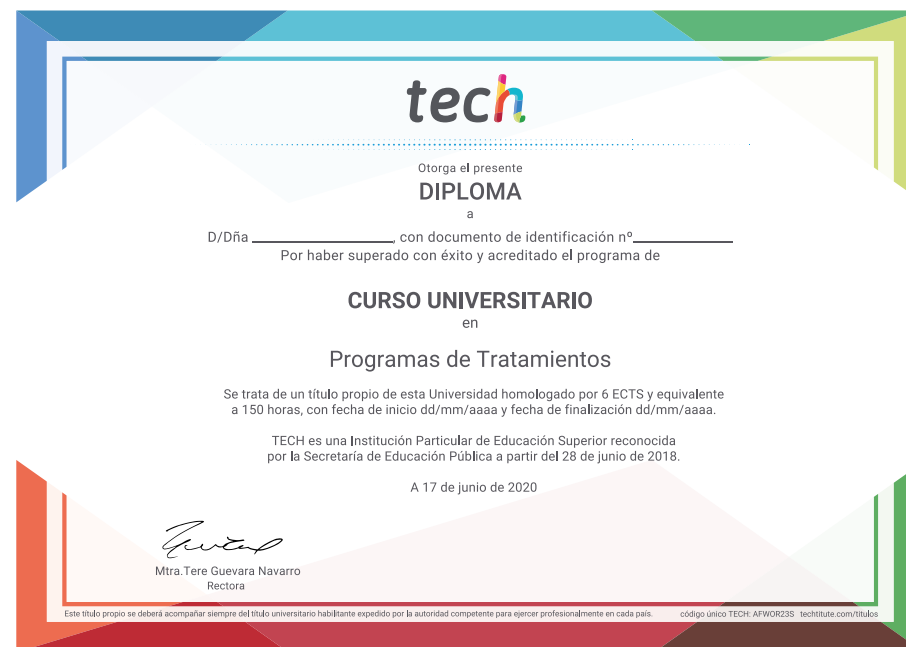 tech
Otorga el presente
DIPLOMA
a
D/Dña ____________________, con documento de identificación nº______________
Por haber superado con éxito y acreditado el programa de
CURSO UNIVERSITARIO
en
Programas de Tratamientos
Se trata de un título propio de esta Universidad homologado por 6 ECTS y equivalente
a 150 horas, con fecha de inicio dd/mm/aaaa y fecha de finalización dd/mm/aaaa.
TECH es una Institución Particular de Educación Superior reconocida
por la Secretaría de Educación Pública a partir del 28 de junio de 2018.
A 17 de junio de 2020
Mtra.Tere Guevara Navarro
Rectora
Este título propio se deberá acompañar siempre del título universitario habilitante expedido por la autoridad competente para ejercer profesionalmente en cada país. código único TECH: AFWOR23S techtitute.com/titulos